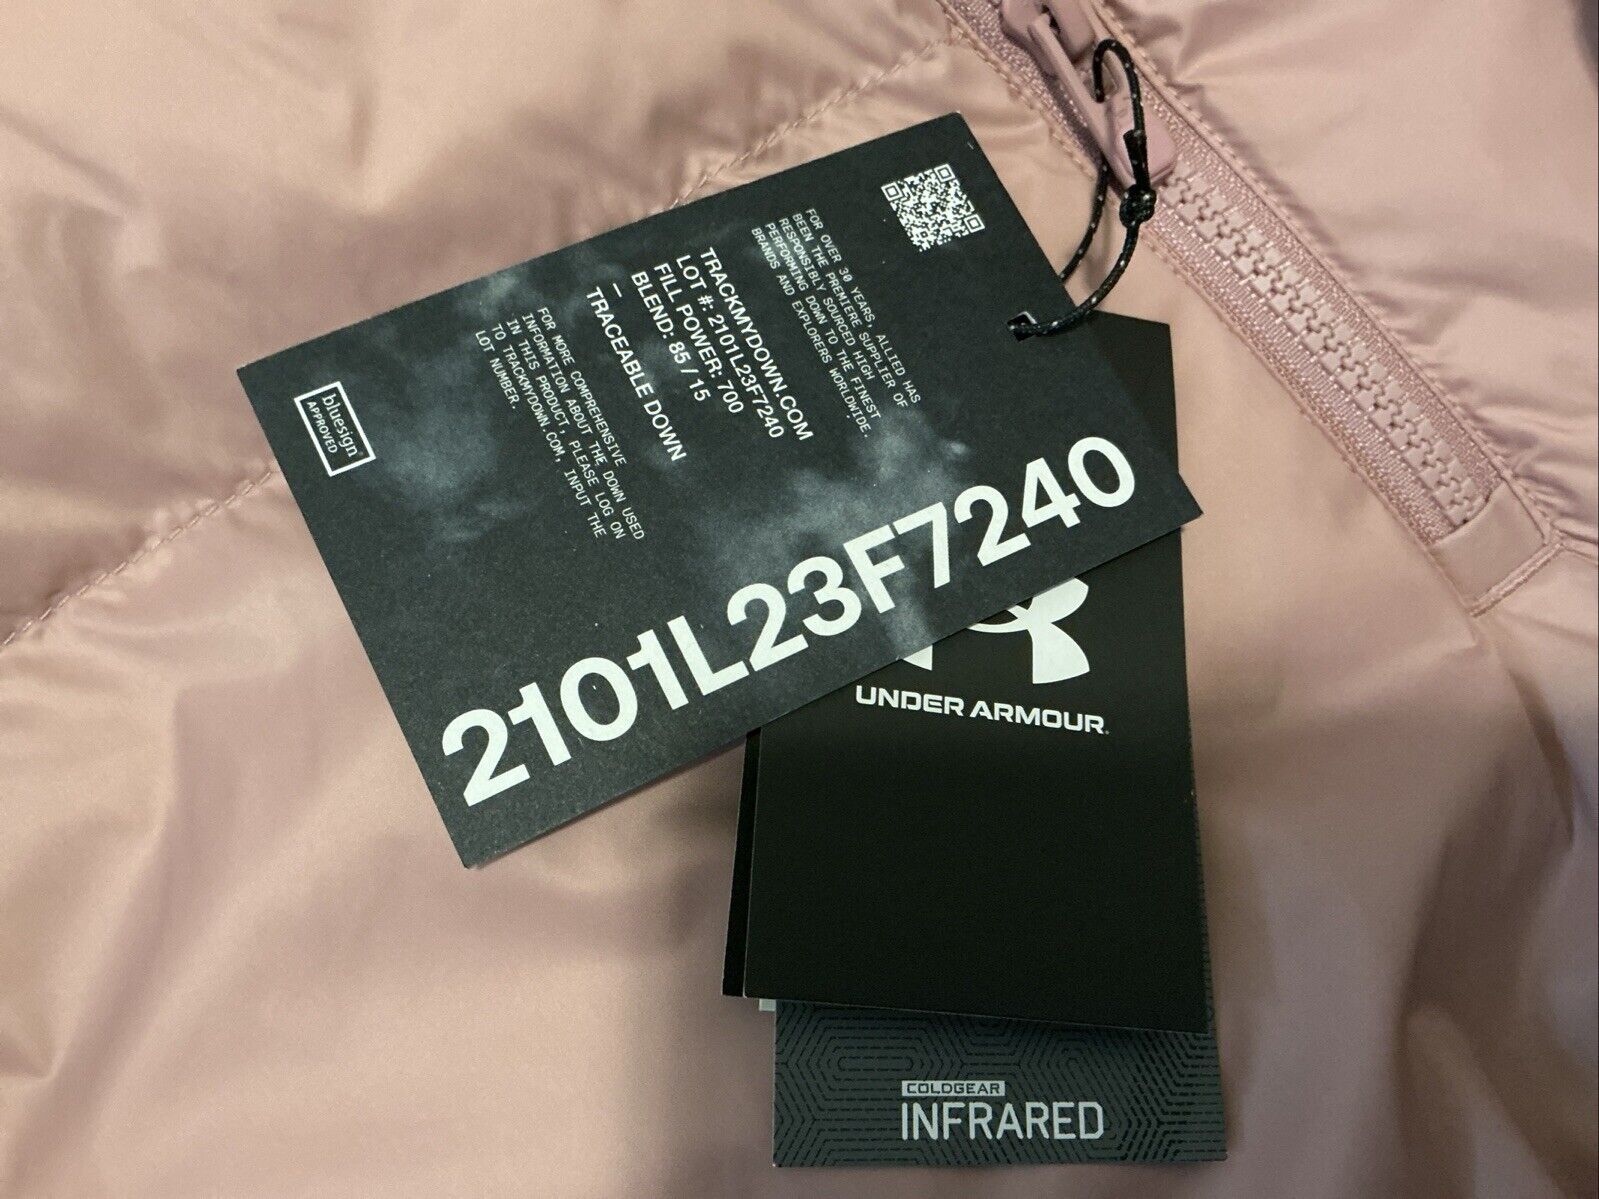 FOR OVER 30 YEARS, ALLIED HAS
BEEN THE PREMIERE SUPPLIER OF
RESPONSIBLY SOURCED HIGH
PERFORMING DOWN TO THE FINEST
BRANDS AND EXPLORERS WORLDWIDE.
TRACKMYDOWN.COM
LOT #: 2101L23F7240
FILL POWER: 700
BLEND: 85 / 15
—
TRACEABLE DOWN
FOR MORE COMPREHENSIVE
INFORMATION ABOUT THE DOWN USED
IN THIS PRODUCT, PLEASE LOG ON
TO TRACKMYDOWN.COM, INPUT THE
LOT NUMBER.
bluesign®
APPROVED
2101L23F7240
UNDER ARMOUR®
COLDGEAR
INFRARED